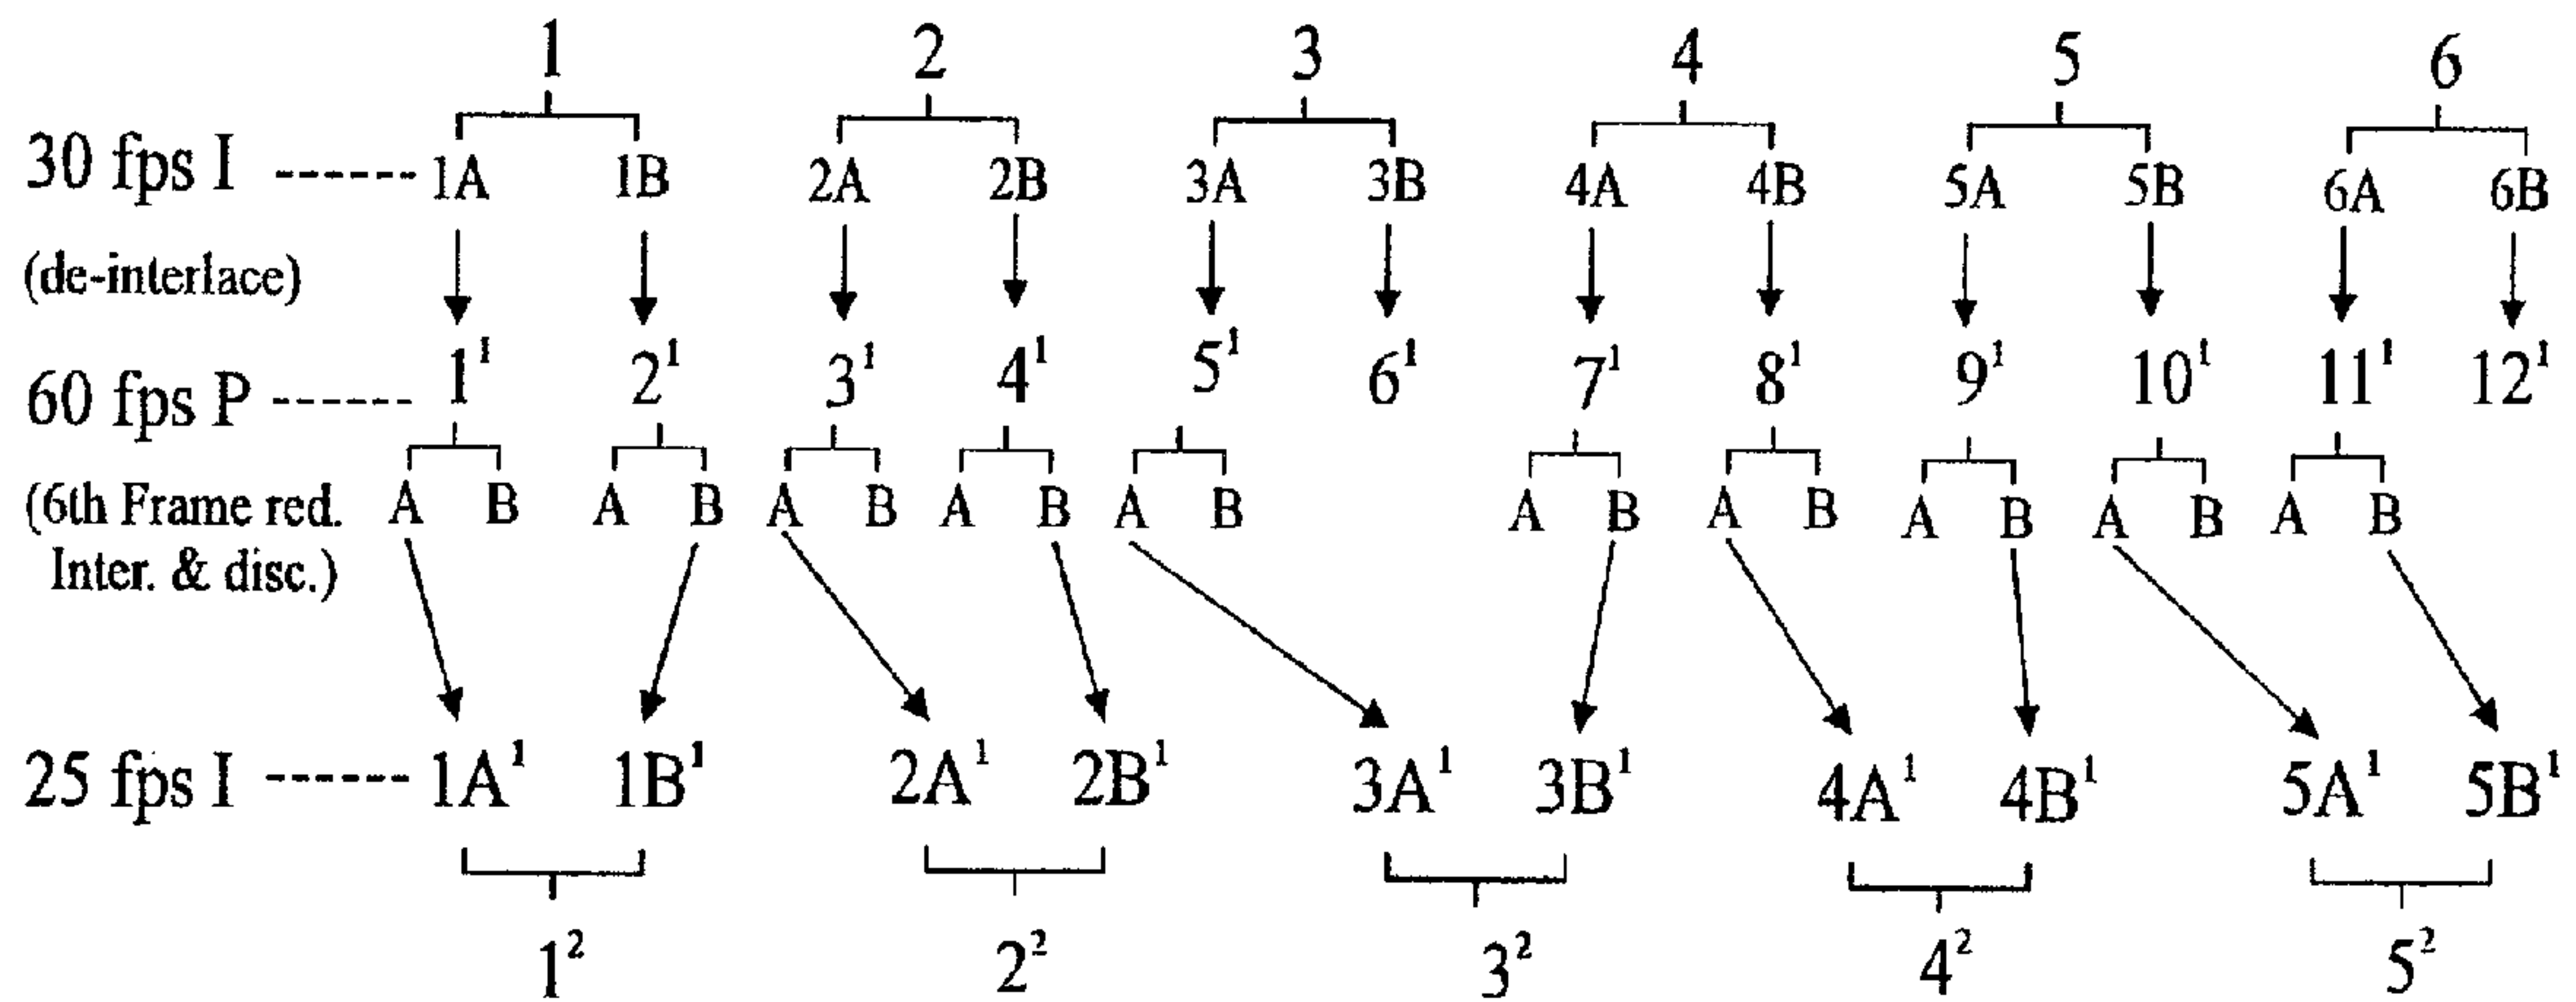 1 2 3 4 5 6
30 fps I ------ 1A 1B 2A 2B 3A 3B 4A 4B 5A 5B 6A 6B
(de-interlace)
60 fps P ------ 1¹ 2¹ 3¹ 4¹ 5¹ 6¹ 7¹ 8¹ 9¹ 10¹ 11¹ 12¹
(6th Frame red. A B A B A B A B A B A B A B A B A B A B
Inter. & disc.)
25 fps I ------ 1A¹ 1B¹ 2A¹ 2B¹ 3A¹ 3B¹ 4A¹ 4B¹ 5A¹ 5B¹
1² 2² 3² 4² 5²